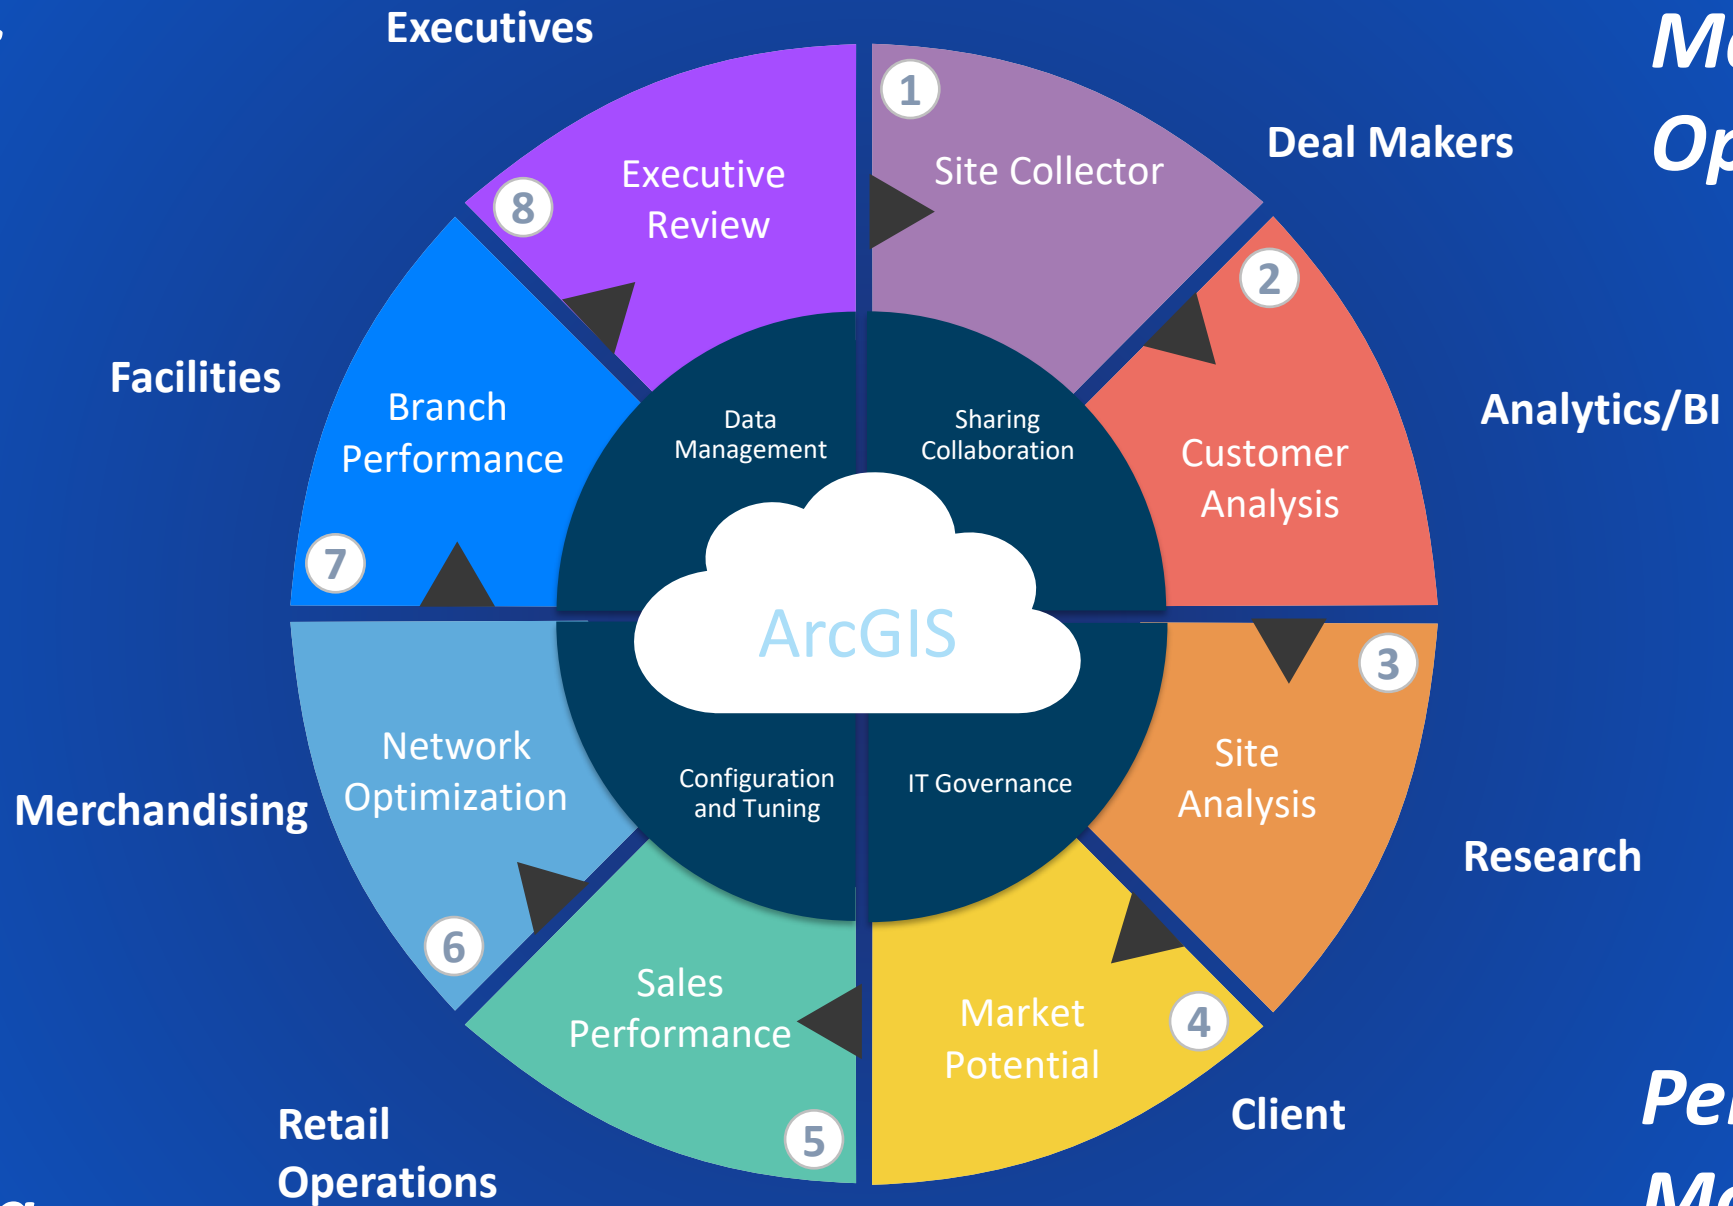 Executives
1
Deal Makers
Site Collector
Executive
Review
8
2
Facilities
Branch
Performance
Data
Management
Sharing
Collaboration
Analytics/BI
Customer
Analysis
7
ArcGIS
3
Network
Optimization
Site
Analysis
Merchandising
Configuration
and Tuning
IT Governance
Research
6
Sales
Performance
Market
Potential
4
Client
Retail
Operations
5